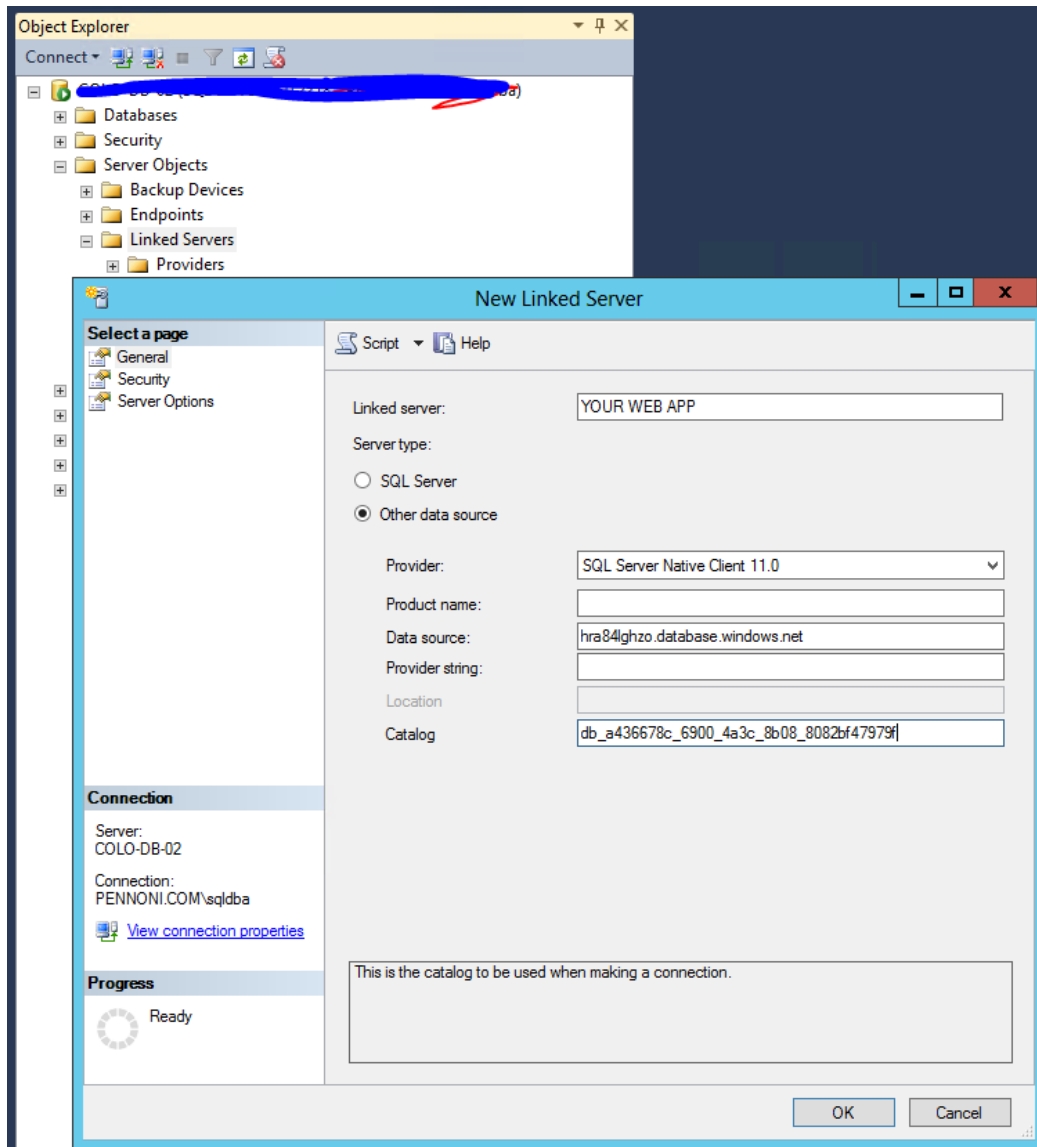 Object Explorer
Connect
Databases
Security
Server Objects
Backup Devices
Endpoints
Linked Servers
Providers
New Linked Server
Select a page
General
Security
Server Options
Script
Help
Linked server:
YOUR WEB APP
Server type:
SQL Server
Other data source
Provider:
SQL Server Native Client 11.0
Product name:
Data source:
hra84lghzo.database.windows.net
Provider string:
Location
Catalog
db_a436678c_6900_4a3c_8b08_8082bf47979f
Connection
Server:
COLO-DB-02
Connection:
PENNONI.COM\sqldba
View connection properties
Progress
Ready
This is the catalog to be used when making a connection.
OK
Cancel